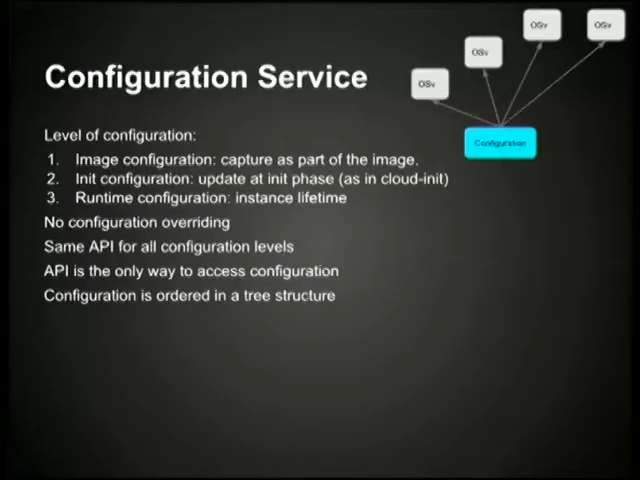 OSv
OSv
OSv
OSv
Configuration
Configuration Service
Level of configuration:
1. Image configuration: capture as part of the image.
2. Init configuration: update at init phase (as in cloud-init)
3. Runtime configuration: instance lifetime
No configuration overriding
Same API for all configuration levels
API is the only way to access configuration
Configuration is ordered in a tree structure